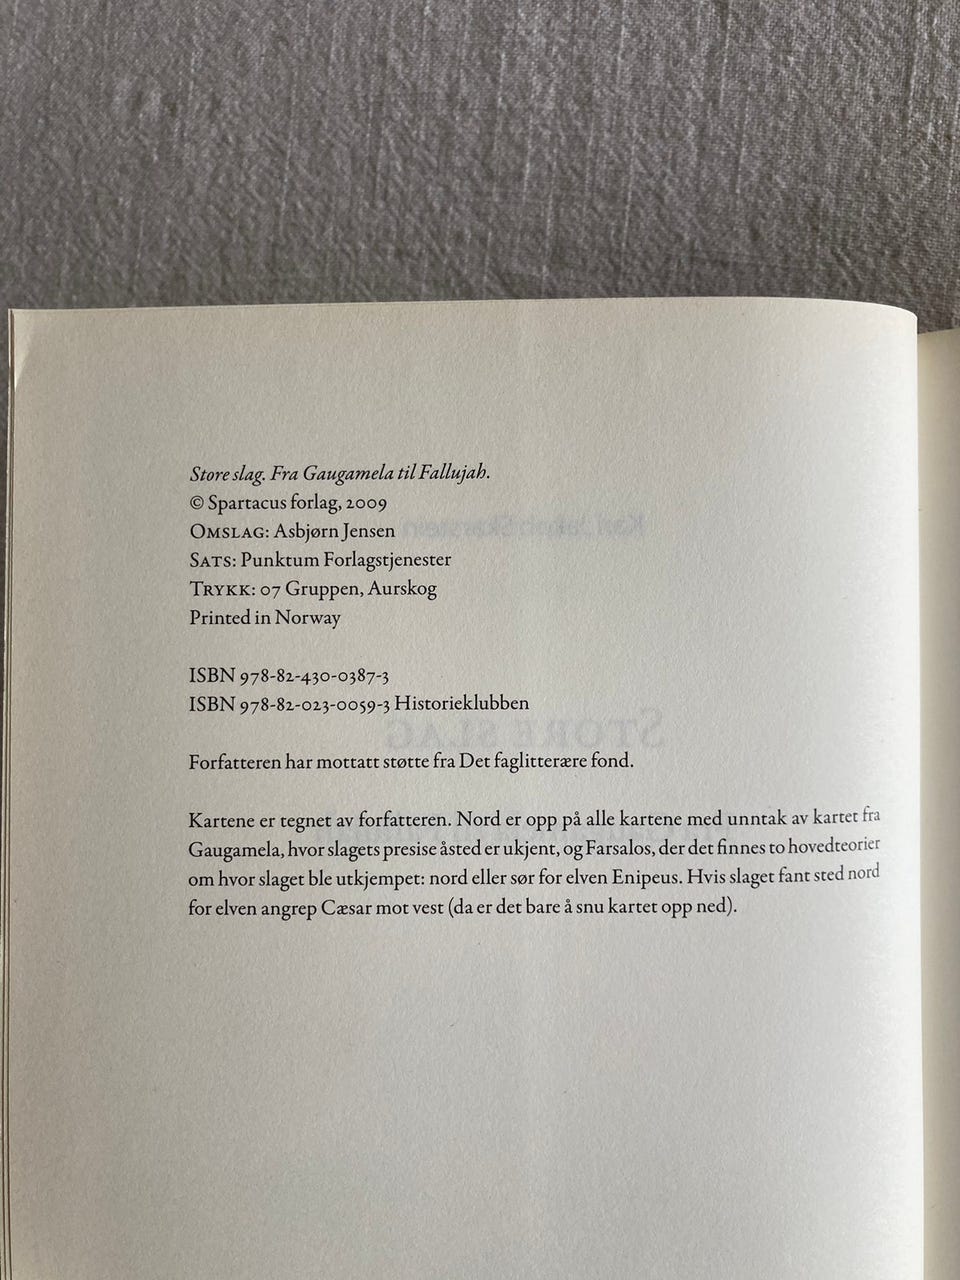 Store slag. Fra Gaugamela til Fallujah.
© Spartacus forlag, 2009
OMSLAG: Asbjørn Jensen
SATS: Punktum Forlagstjenester
TRYKK: 07 Gruppen, Aurskog
Printed in Norway
ISBN 978-82-430-0387-3
ISBN 978-82-023-0059-3 Historieklubben
STORE SLAG
Forfatteren har mottatt støtte fra Det faglitterære fond.
Kartene er tegnet av forfatteren. Nord er opp på alle kartene med unntak av kartet fra
Gaugamela, hvor slagets presise åsted er ukjent, og Farsalos, der det finnes to hovedteorier
om hvor slaget ble utkjempet: nord eller sør for elven Enipeus. Hvis slaget fant sted nord
for elven angrep Cæsar mot vest (da er det bare å snu kartet opp ned).